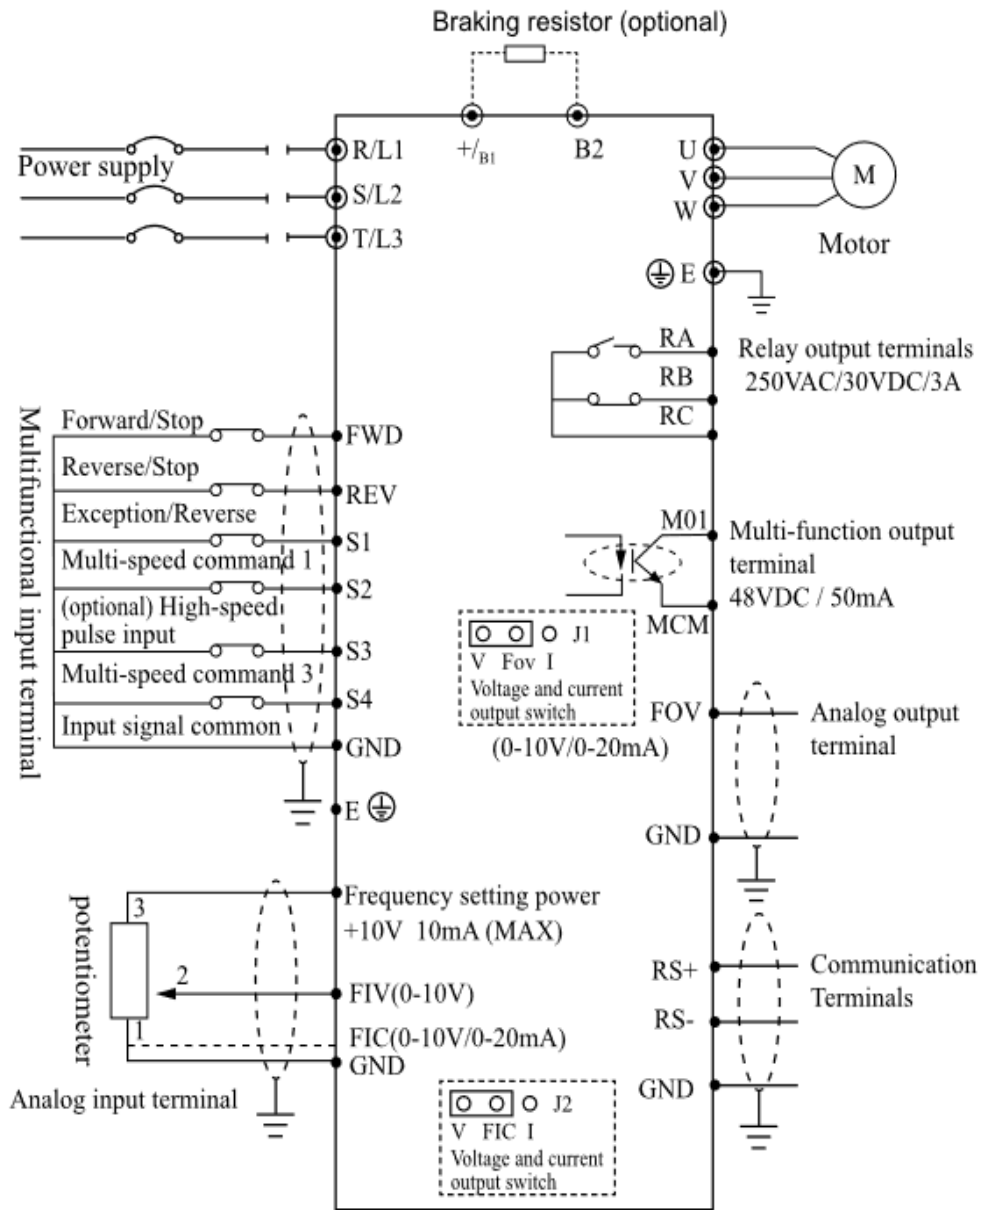 Braking resistor (optional)
Power supply
R/L1
S/L2
T/L3
+/B1
B2
U
V
W
M
Motor
E
RA
RB
RC
Relay output terminals
250VAC/30VDC/3A
Multifunctional input terminal
Forward/Stop
FWD
Reverse/Stop
REV
Exception/Reverse
S1
Multi-speed command 1
S2
(optional) High-speed
pulse input
S3
Multi-speed command 3
S4
Input signal common
GND
E
M01
MCM
Multi-function output
terminal
48VDC / 50mA
J1
V Fov I
Voltage and current
output switch
(0-10V/0-20mA)
FOV
GND
Analog output
terminal
potentiometer
3
2
1
Frequency setting power
+10V 10mA (MAX)
FIV(0-10V)
FIC(0-10V/0-20mA)
GND
Analog input terminal
RS+
RS-
GND
Communication
Terminals
J2
V FIC I
Voltage and current
output switch